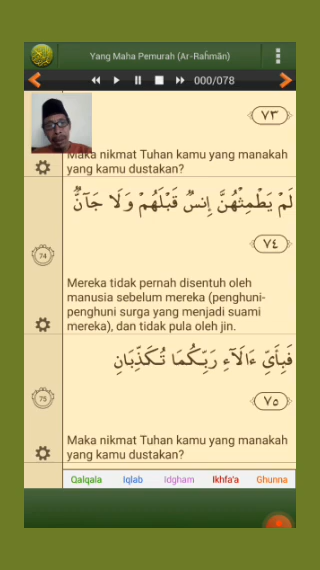 Yang Maha Pemurah (Ar-Raĥmān)
000/078
٧٣
Maka nikmat Tuhan kamu yang manakah
yang kamu dustakan?
لَمْ يَطْمِثْهُنَّ إِنسٌ قَبْلَهُمْ وَلَا جَآنٌّ
٧٤
74
Mereka tidak pernah disentuh oleh
manusia sebelum mereka (penghuni-
penghuni surga yang menjadi suami
mereka), dan tidak pula oleh jin.
فَبِأَىِّ ءَالَآءِ رَبِّكُمَا تُكَذِّبَانِ
٧٥
75
Maka nikmat Tuhan kamu yang manakah
yang kamu dustakan?
Qalqala Iqlab Idgham Ikhfa'a Ghunna